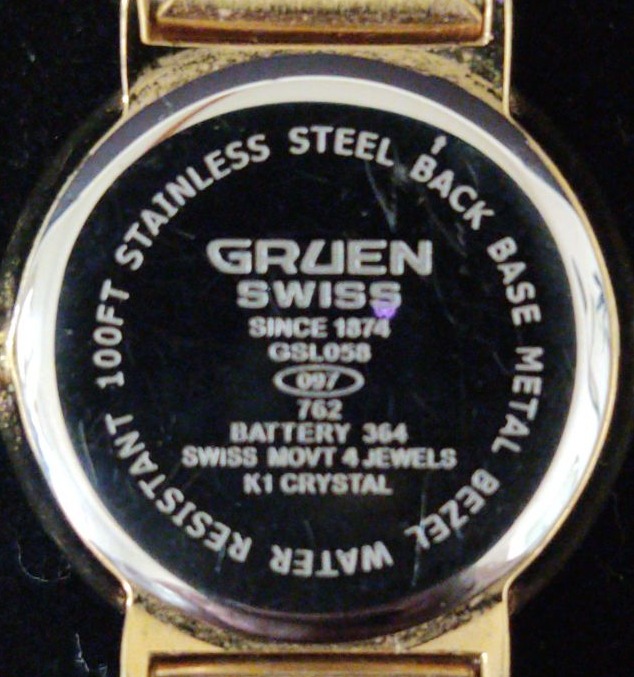 GRUEN
SWISS
SINCE 1874
GSL058
097
762
BATTERY 364
SWISS MOVT 4 JEWELS
K1 CRYSTAL
STAINLESS STEEL BACK BASE METAL BEZEL WATER RESISTANT 100FT